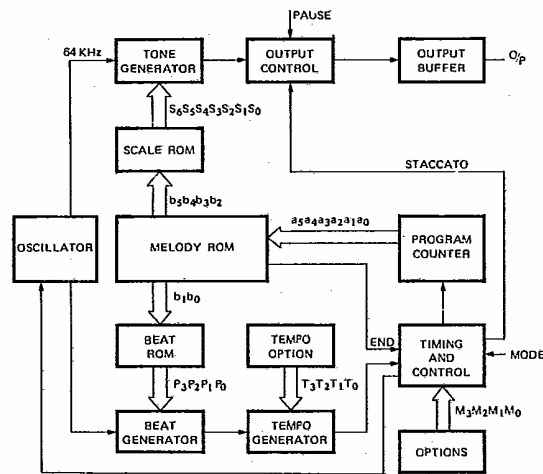 PAUSE
64 KHz
TONE
GENERATOR
OUTPUT
CONTROL
OUTPUT
BUFFER
O/P
S6S5S4S3S2S1S0
SCALE ROM
STACCATO
b5b4b3b2
a5a4a3a2a1a0
OSCILLATOR
MELODY ROM
PROGRAM
COUNTER
b1b0
BEAT
ROM
TEMPO
OPTION
END
TIMING
AND
CONTROL
MODE
P3P2P1P0
T3T2T1T0
M3M2M1M0
BEAT
GENERATOR
TEMPO
GENERATOR
OPTIONS